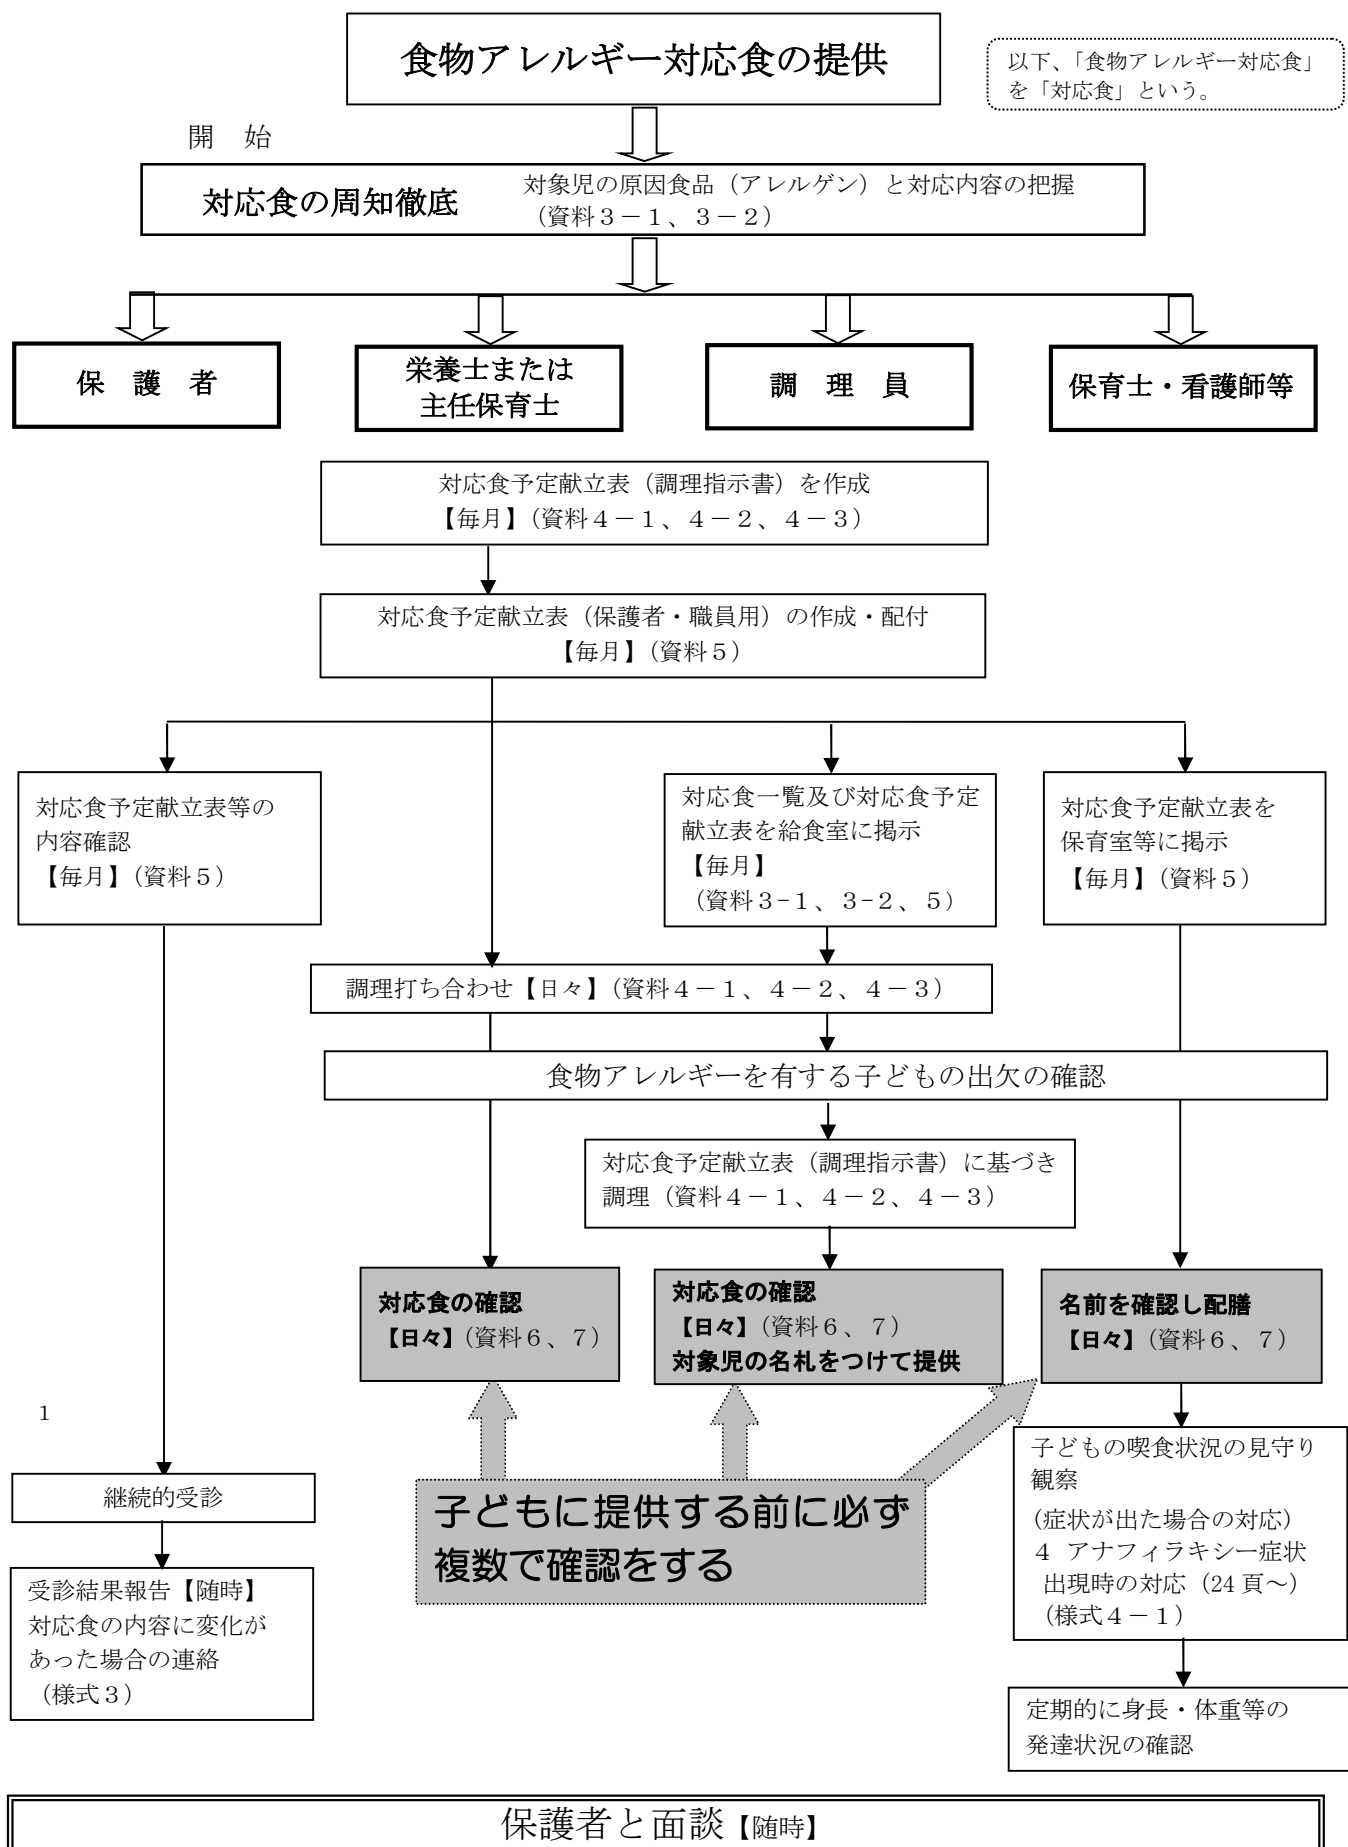 食物アレルギー対応食の提供
以下、「食物アレルギー対応食」
を「対応食」という。
開　始
対応食の周知徹底
対象児の原因食品（アレルゲン）と対応内容の把握
（資料３－１、３－２）
保　護　者
栄養士または
主任保育士
調　理　員
保育士・看護師等
対応食予定献立表（調理指示書）を作成
【毎月】（資料４－１、４－２、４－３）
対応食予定献立表（保護者・職員用）の作成・配付
【毎月】（資料５）
対応食予定献立表等の
内容確認
【毎月】（資料５）
対応食一覧及び対応食予定
献立表を給食室に掲示
【毎月】
（資料３-１、３-２、５）
対応食予定献立表を
保育室等に掲示
【毎月】（資料５）
調理打ち合わせ【日々】（資料４－１、４－２、４－３）
食物アレルギーを有する子どもの出欠の確認
対応食予定献立表（調理指示書）に基づき
調理（資料４－１、４－２、４－３）
対応食の確認
【日々】（資料６、７）
対応食の確認
【日々】（資料６、７）
対象児の名札をつけて提供
名前を確認し配膳
【日々】（資料６、７）
1
子どもに提供する前に必ず
複数で確認をする
子どもの喫食状況の見守り
観察
（症状が出た場合の対応）
４　アナフィラキシー症状
出現時の対応（24 頁～）
（様式４－１）
継続的受診
受診結果報告【随時】
対応食の内容に変化が
あった場合の連絡
（様式３）
定期的に身長・体重等の
発達状況の確認
保護者と面談【随時】